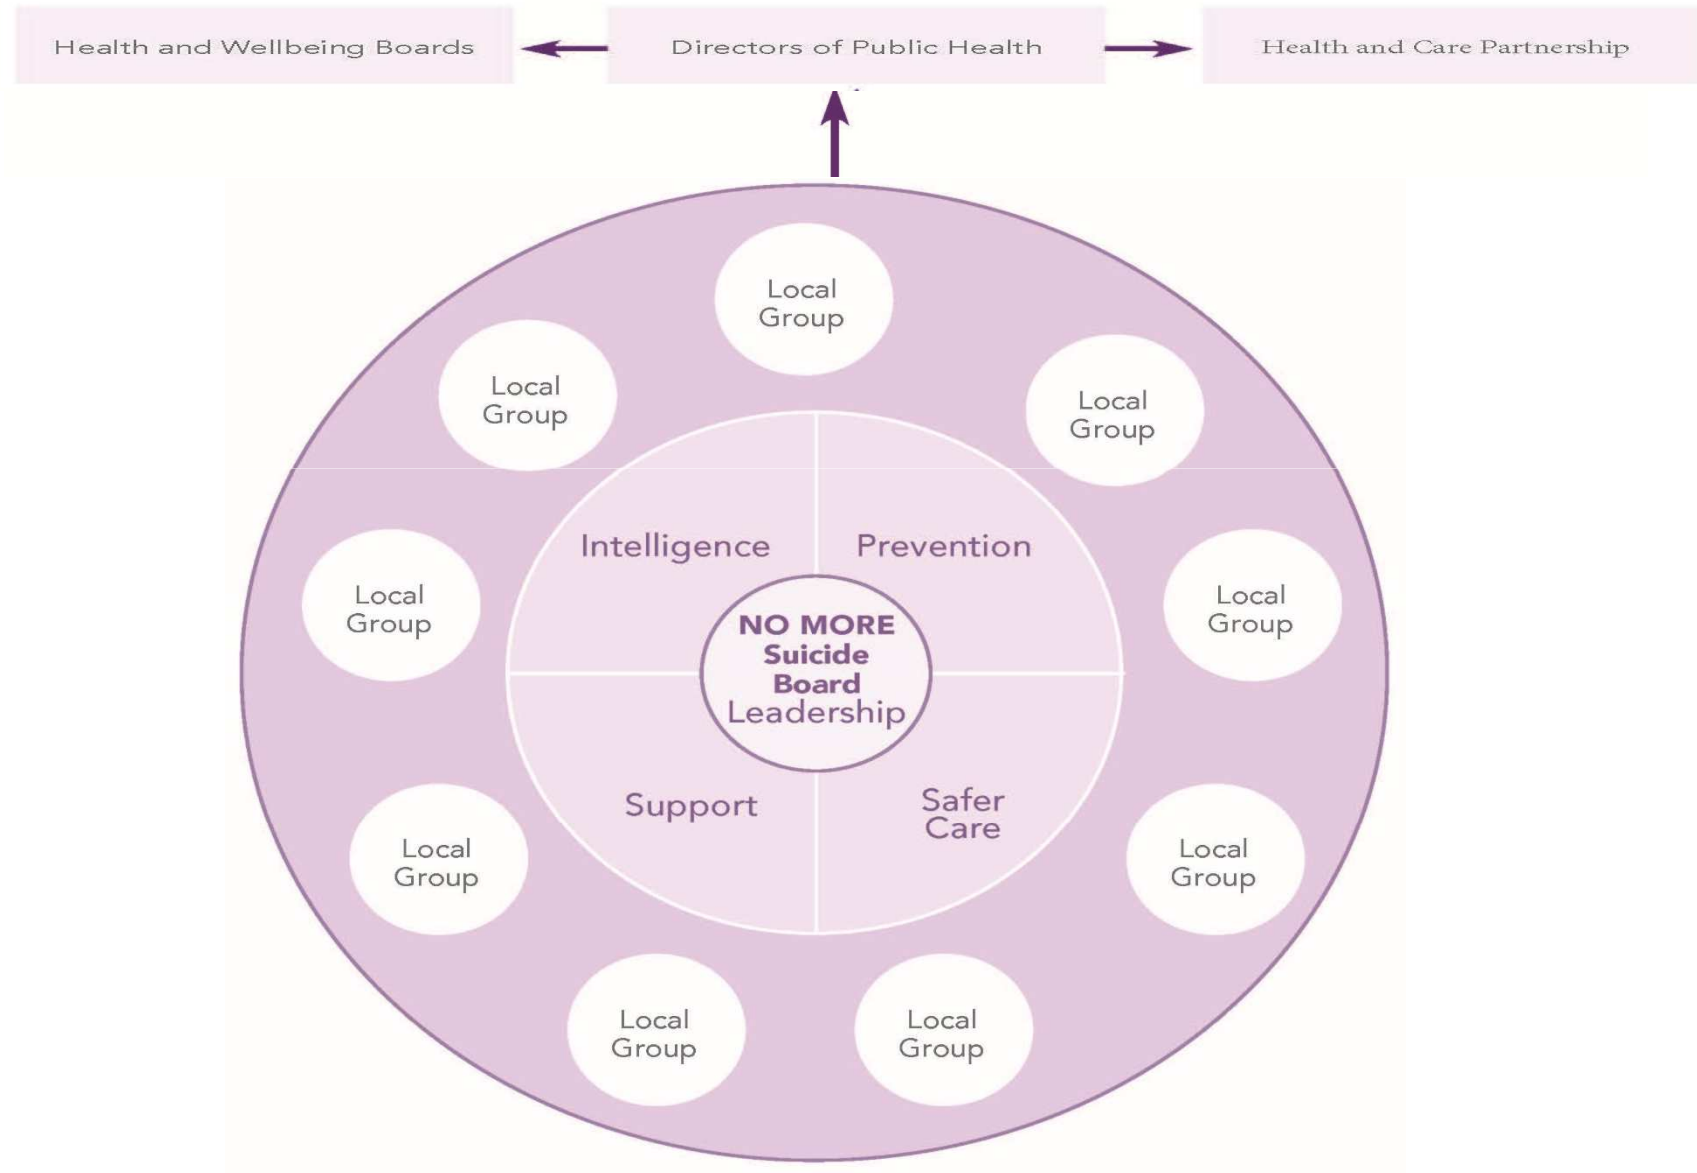 Health and Wellbeing Boards
Directors of Public Health
Health and Care Partnership
Local
Group
Local
Group
Local
Group
Local
Group
Local
Group
Intelligence
Prevention
NO MORE
Suicide
Board
Leadership
Support
Safer
Care
Local
Group
Local
Group
Local
Group
Local
Group